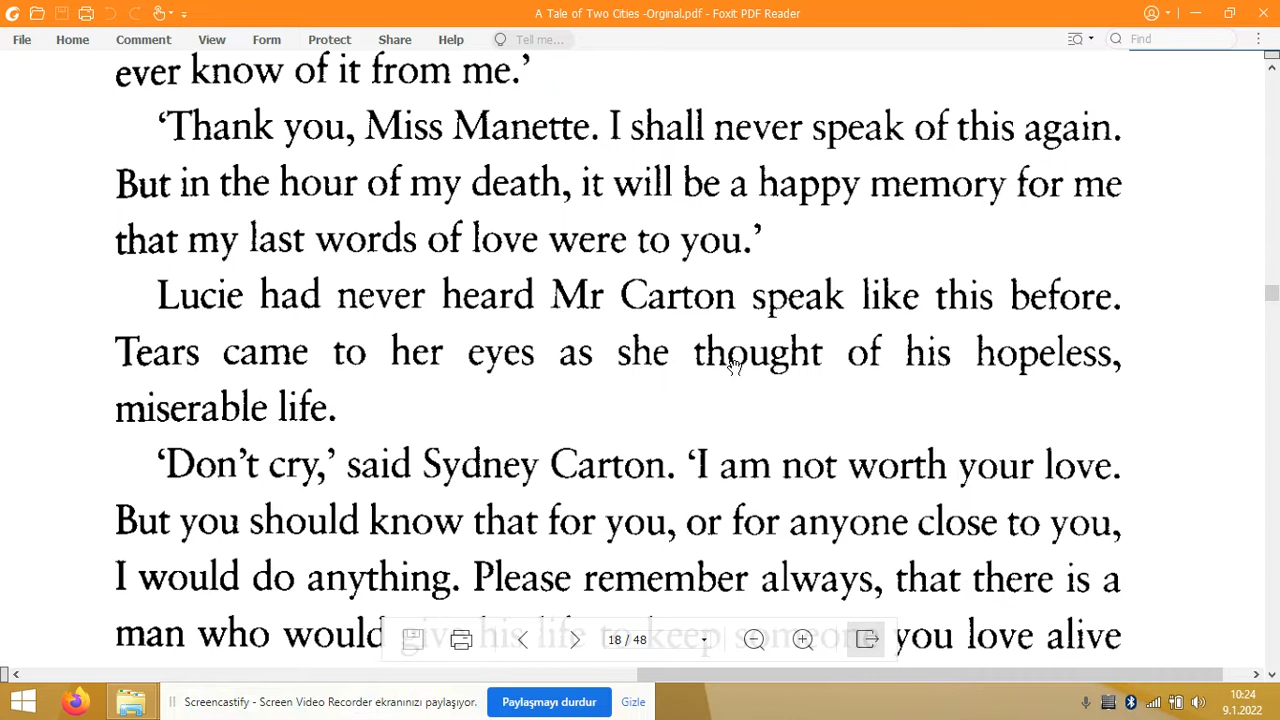 A Tale of Two Cities -Orginal.pdf - Foxit PDF Reader
File Home Comment View Form Protect Share Help Tell me... Find
ever know of it from me.’
‘Thank you, Miss Manette. I shall never speak of this again.
But in the hour of my death, it will be a happy memory for me
that my last words of love were to you.’
Lucie had never heard Mr Carton speak like this before.
Tears came to her eyes as she thought of his hopeless,
miserable life.
‘Don’t cry,’ said Sydney Carton. ‘I am not worth your love.
But you should know that for you, or for anyone close to you,
I would do anything. Please remember always, that there is a
man who would give his life to keep someone you love alive
18 / 48
Screencastify - Screen Video Recorder ekranınızı paylaşıyor. Paylaşmayı durdur Gizle
10:24
9.1.2022